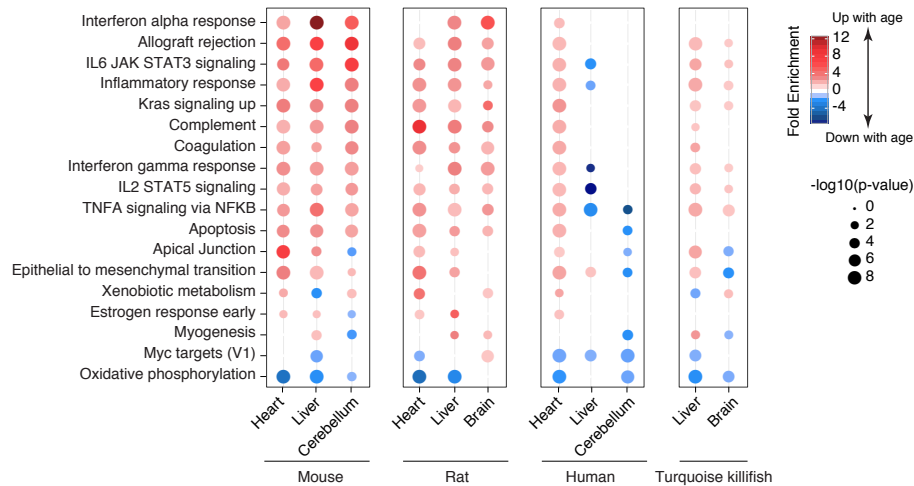 Interferon alpha response
Allograft rejection
IL6 JAK STAT3 signaling
Inflammatory response
Kras signaling up
Complement
Coagulation
Interferon gamma response
IL2 STAT5 signaling
TNFA signaling via NFKB
Apoptosis
Apical Junction
Epithelial to mesenchymal transition
Xenobiotic metabolism
Estrogen response early
Myogenesis
Myc targets (V1)
Oxidative phosphorylation
Heart
Liver
Cerebellum
Mouse
Heart
Liver
Brain
Rat
Heart
Liver
Cerebellum
Human
Liver
Brain
Turquoise killifish
Fold Enrichment
12
8
4
0
-4
Up with age
Down with age
-log10(p-value)
0
2
4
6
8